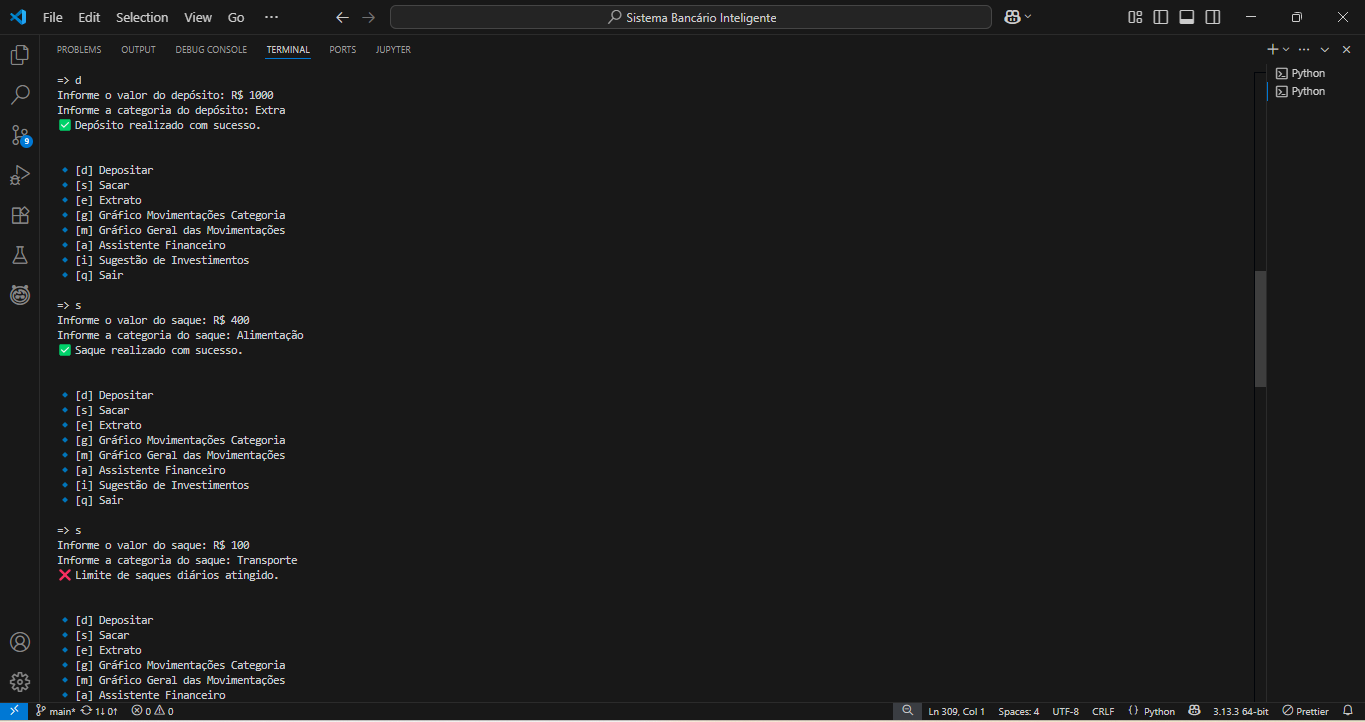 File Edit Selection View Go ··· Sistema Bancário Inteligente
PROBLEMS OUTPUT DEBUG CONSOLE TERMINAL PORTS JUPYTER
Python
Python
9
=> d
Informe o valor do depósito: R$ 1000
Informe a categoria do depósito: Extra
✅ Depósito realizado com sucesso.
🔹 [d] Depositar
🔹 [s] Sacar
🔹 [e] Extrato
🔹 [g] Gráfico Movimentações Categoria
🔹 [m] Gráfico Geral das Movimentações
🔹 [a] Assistente Financeiro
🔹 [i] Sugestão de Investimentos
🔹 [q] Sair
=> s
Informe o valor do saque: R$ 400
Informe a categoria do saque: Alimentação
✅ Saque realizado com sucesso.
🔹 [d] Depositar
🔹 [s] Sacar
🔹 [e] Extrato
🔹 [g] Gráfico Movimentações Categoria
🔹 [m] Gráfico Geral das Movimentações
🔹 [a] Assistente Financeiro
🔹 [i] Sugestão de Investimentos
🔹 [q] Sair
=> s
Informe o valor do saque: R$ 100
Informe a categoria do saque: Transporte
❌ Limite de saques diários atingido.
🔹 [d] Depositar
🔹 [s] Sacar
🔹 [e] Extrato
🔹 [g] Gráfico Movimentações Categoria
🔹 [m] Gráfico Geral das Movimentações
🔹 [a] Assistente Financeiro
main* 1↓ 0↑ 0 0 Ln 309, Col 1 Spaces: 4 UTF-8 CRLF {} Python 3.13.3 64-bit Prettier